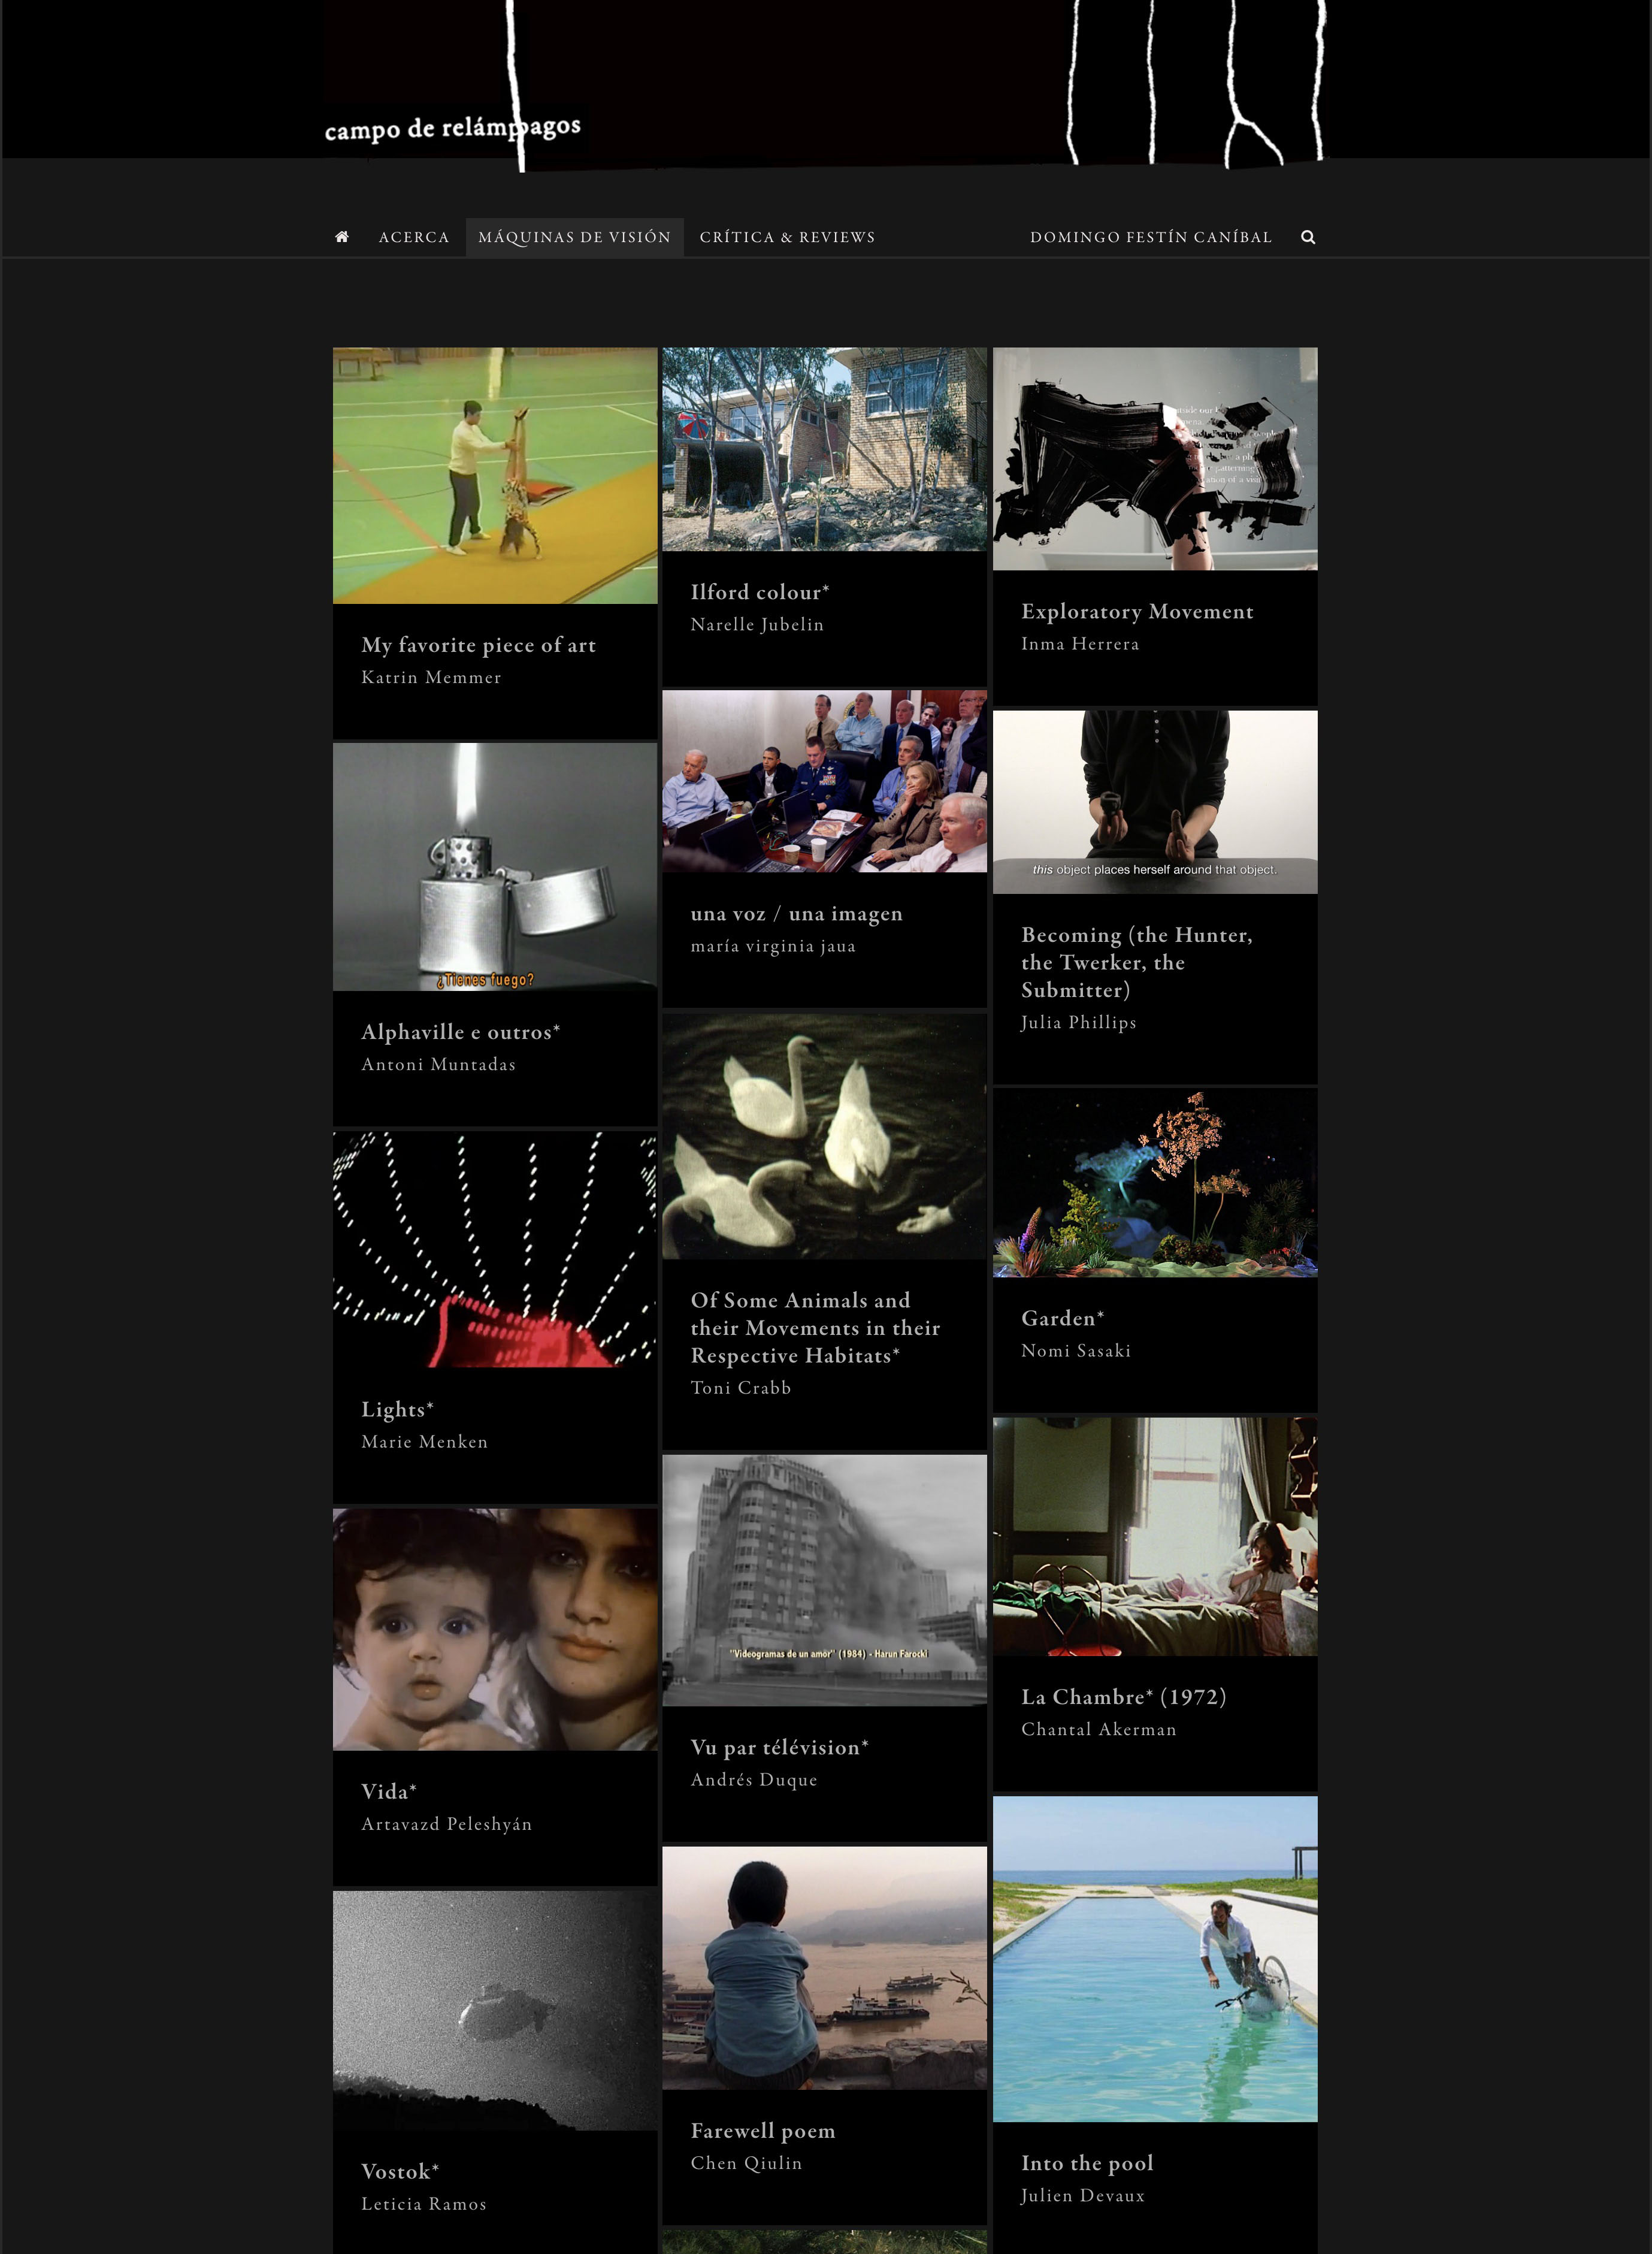 campo de relámpagos
ACERCA
MÁQUINAS DE VISIÓN
CRÍTICA & REVIEWS
DOMINGO FESTÍN CANÍBAL
My favorite piece of art
Katrin Memmer
¿Tienes fuego?
Alphaville e outros*
Antoni Muntadas
Lights*
Marie Menken
Vida*
Artavazd Peleshyán
Vostok*
Leticia Ramos
Ilford colour*
Narelle Jubelin
una voz / una imagen
maría virginia jaua
Of Some Animals and
their Movements in their
Respective Habitats*
Toni Crabb
"Videogramas de un amor" (1984) - Harun Farocki
Vu par télévision*
Andrés Duque
Farewell poem
Chen Qiulin
Exploratory Movement
Inma Herrera
this object places herself around that object.
Becoming (the Hunter,
the Twerker, the
Submitter)
Julia Phillips
Garden*
Nomi Sasaki
La Chambre* (1972)
Chantal Akerman
Into the pool
Julien Devaux